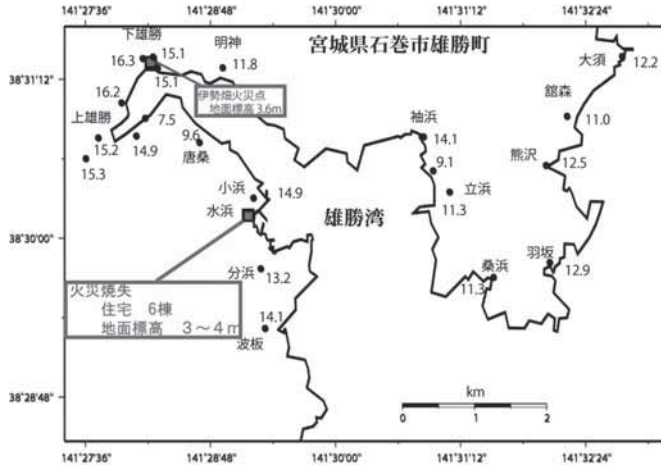 141°27'36" 141°28'48" 141°30'00" 141°31'12" 141°32'24"
宮城県石巻市雄勝町
下雄勝
16.3
15.1
15.1
明神
11.8
大須
12.2
38°31'12"
伊勢畑火災点
地面標高3.6m
16.2
上雄勝
7.5
15.2
14.9
15.3
9.6
唐桑
舘森
11.0
袖浜
14.1
9.1
熊沢
12.5
立浜
11.3
小浜
14.9
水浜
雄勝湾
38°30'00"
分浜
13.2
羽坂
12.9
桑浜
11.3
火災焼失
住宅 6棟
地面標高 3～4m
14.1
波板
38°28'48"
km
0 1 2
141°27'36" 141°28'48" 141°30'00" 141°31'12" 141°32'24"